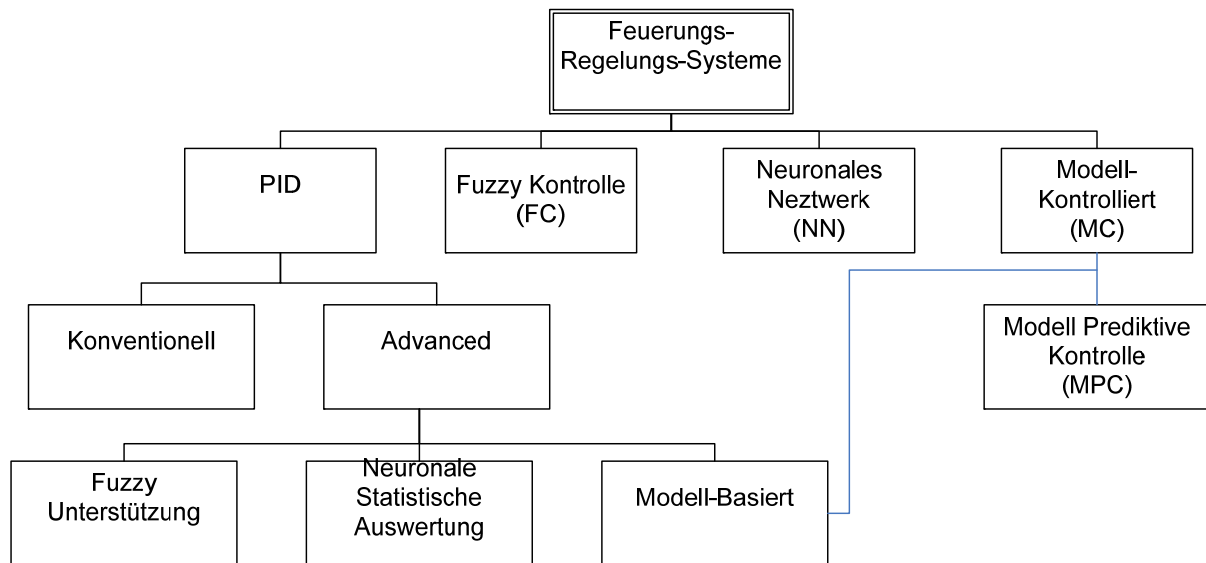 Feuerungs-
Regelungs-Systeme
PID
Fuzzy Kontrolle
(FC)
Neuronales
Neztwerk
(NN)
Modell-
Kontrolliert
(MC)
Konventionell
Advanced
Modell Prediktive
Kontrolle
(MPC)
Fuzzy
Unterstützung
Neuronale
Statistische
Auswertung
Modell-Basiert